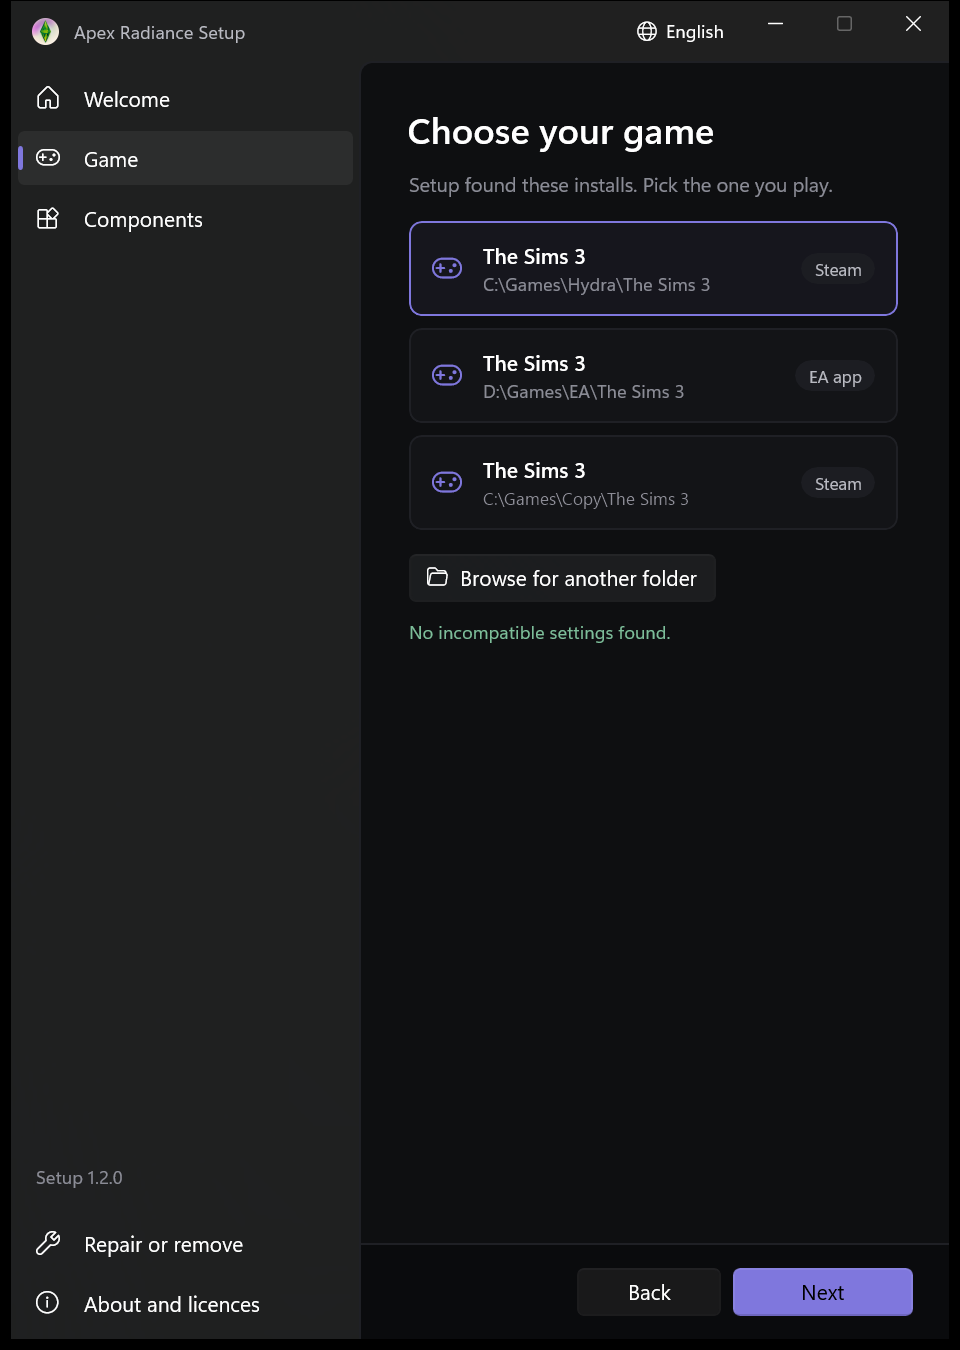 Apex Radiance Setup
English
Welcome
Game
Components
Choose your game
Setup found these installs. Pick the one you play.
The Sims 3
C:\Games\Hydra\The Sims 3
Steam
The Sims 3
D:\Games\EA\The Sims 3
EA app
The Sims 3
C:\Games\Copy\The Sims 3
Steam
Browse for another folder
No incompatible settings found.
Setup 1.2.0
Repair or remove
About and licences
Back
Next